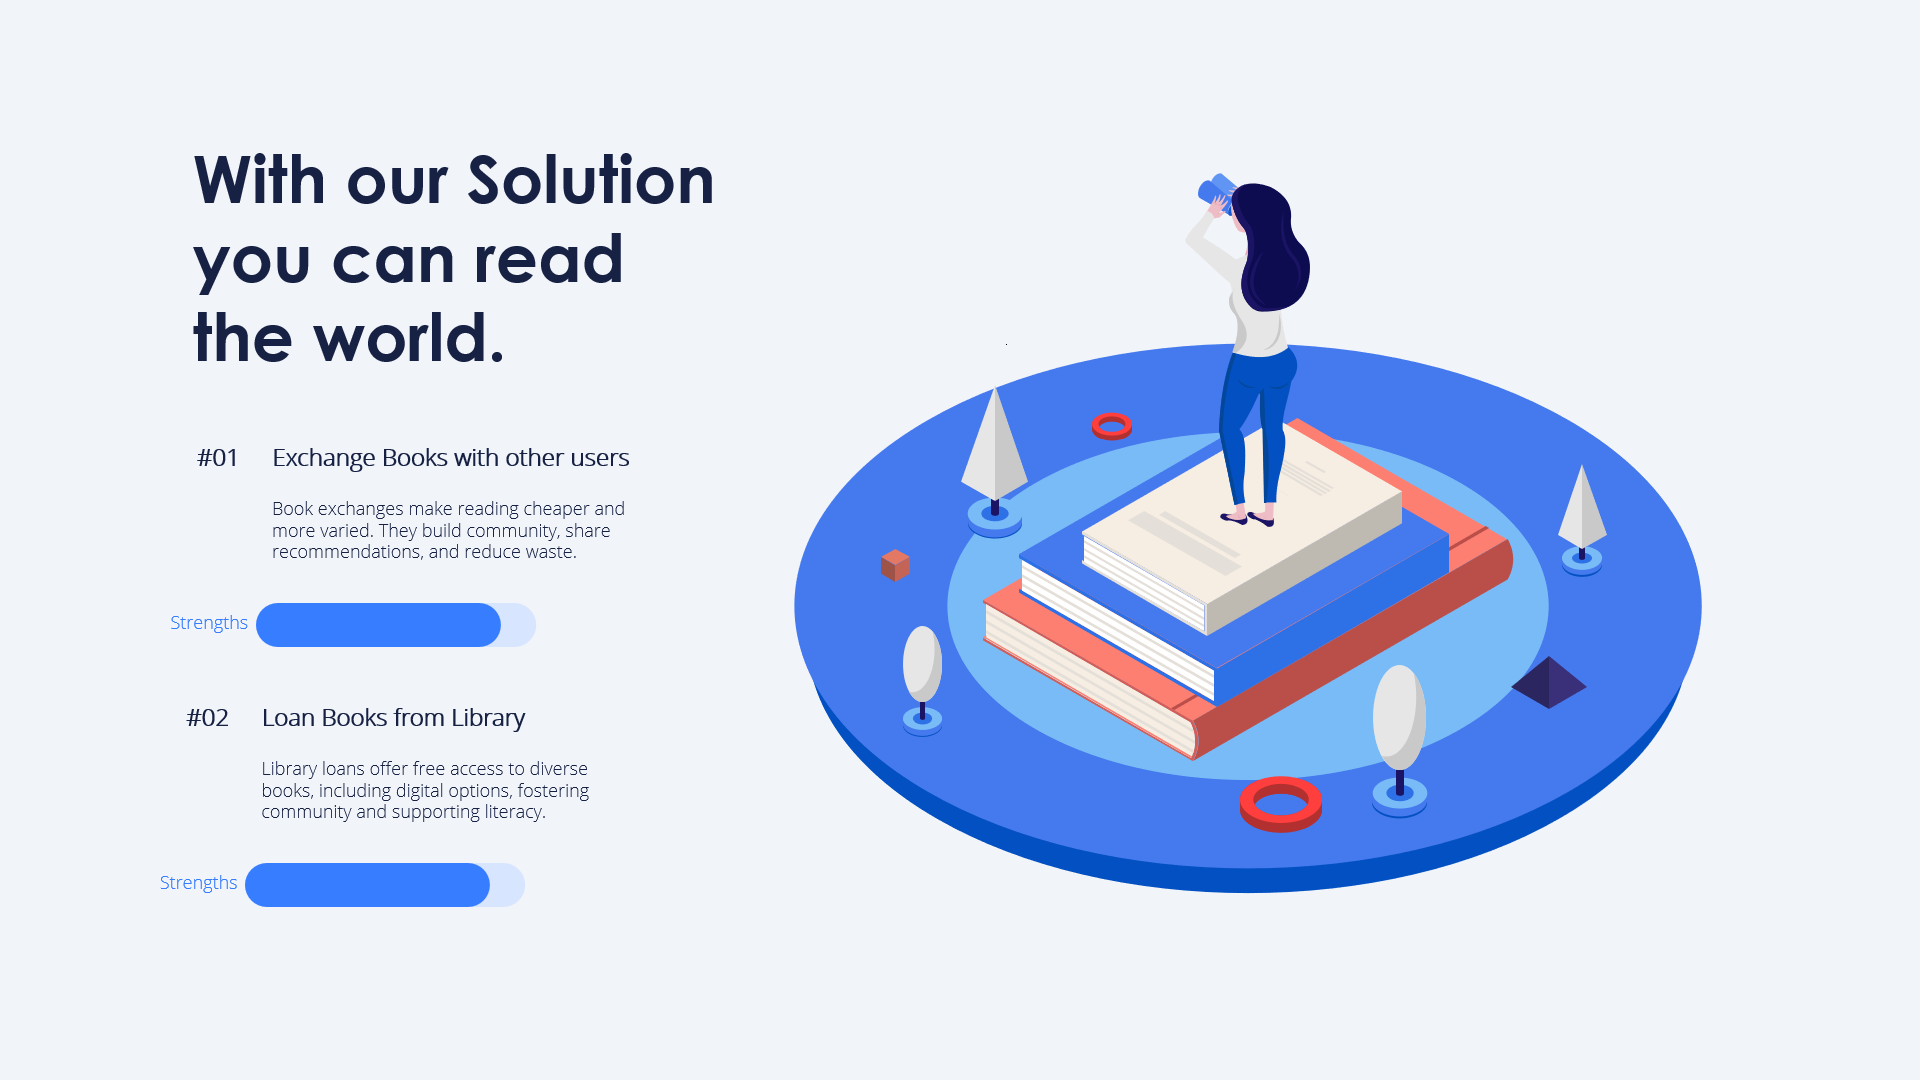 With our Solution
you can read
the world.
#01 Exchange Books with other users
Book exchanges make reading cheaper and
more varied. They build community, share
recommendations, and reduce waste.
Strengths
#02 Loan Books from Library
Library loans offer free access to diverse
books, including digital options, fostering
community and supporting literacy.
Strengths